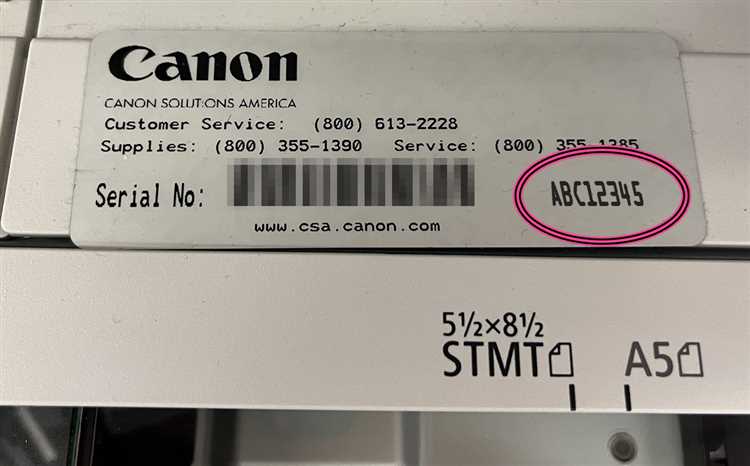 Canon
CANON SOLUTIONS AMERICA
Customer Service: (800) 613-2228
Supplies: (800) 355-1390 Service: (800) 355-1285
Serial No: ABC12345
www.csa.canon.com
5½×8½
STMT A5